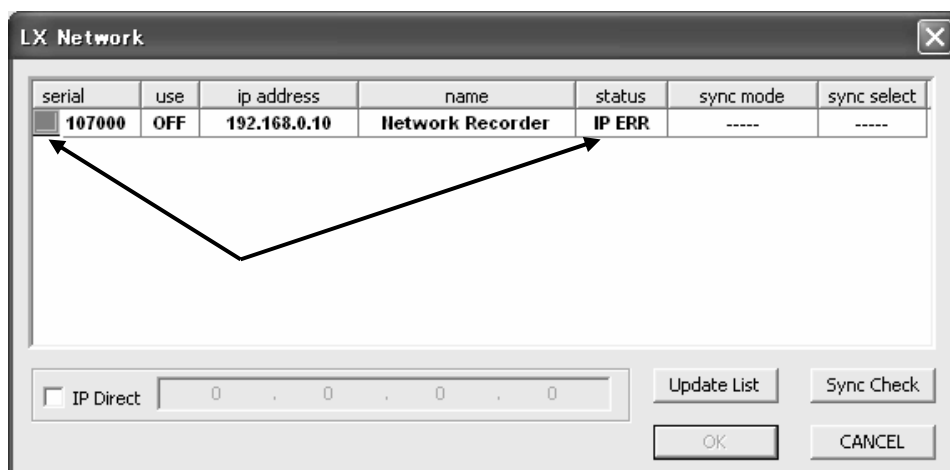 LX Network
serial use ip address name status sync mode sync select
107000 OFF 192.168.0.10 Network Recorder IP ERR ----- -----
IP Direct 0 . 0 . 0 . 0
Update List Sync Check
OK CANCEL